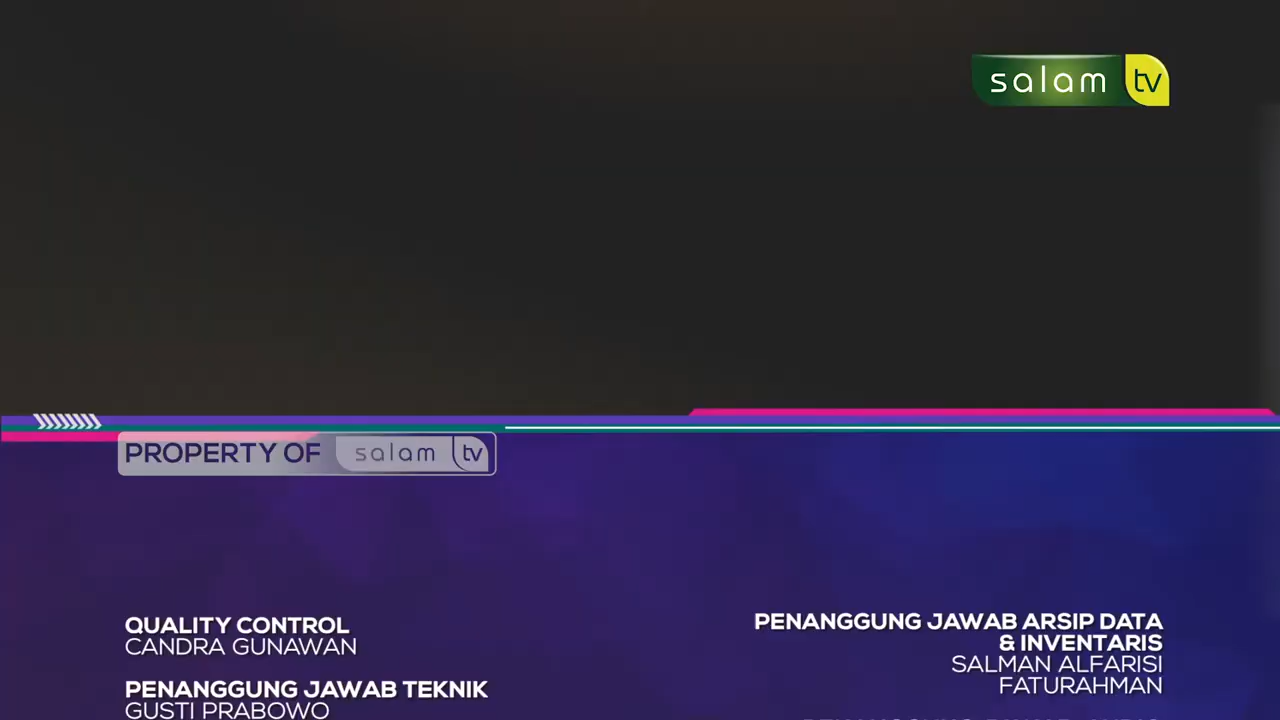 salam tv
PROPERTY OF salam tv
QUALITY CONTROL
CANDRA GUNAWAN
PENANGGUNG JAWAB TEKNIK
GUSTI PRABOWO
PENANGGUNG JAWAB ARSIP DATA
& INVENTARIS
SALMAN ALFARISI
FATURAHMAN